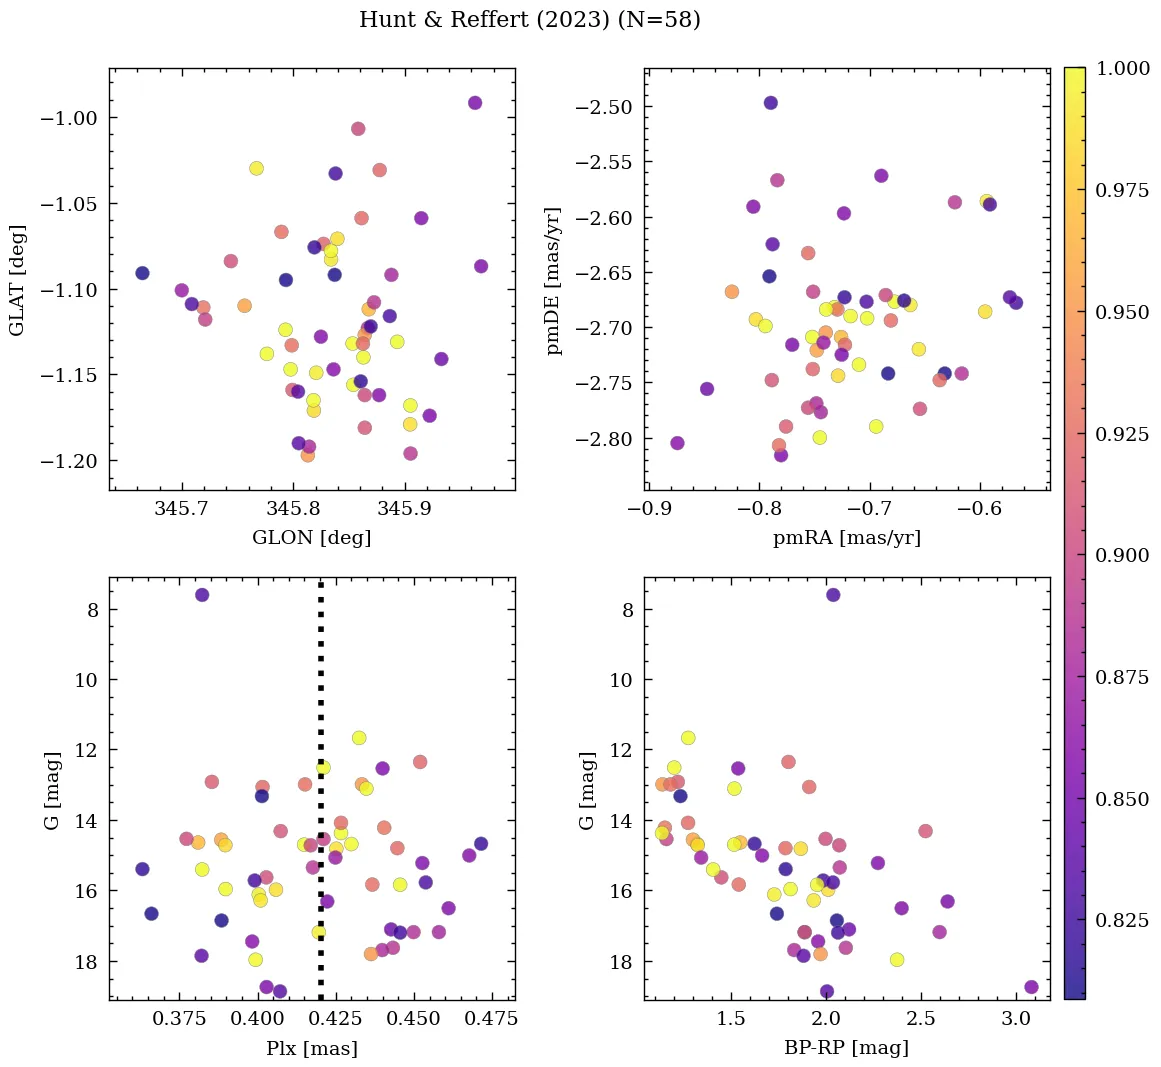 Hunt & Reffert (2023) (N=58)
−1.00
−1.05
−1.10
−1.15
−1.20
GLAT [deg]
345.7 345.8 345.9
GLON [deg]
−2.50
−2.55
−2.60
−2.65
−2.70
−2.75
−2.80
pmDE [mas/yr]
−0.9 −0.8 −0.7 −0.6
pmRA [mas/yr]
8
10
12
14
16
18
G [mag]
0.375 0.400 0.425 0.450 0.475
Plx [mas]
8
10
12
14
16
18
G [mag]
1.5 2.0 2.5 3.0
BP-RP [mag]
1.000
0.975
0.950
0.925
0.900
0.875
0.850
0.825